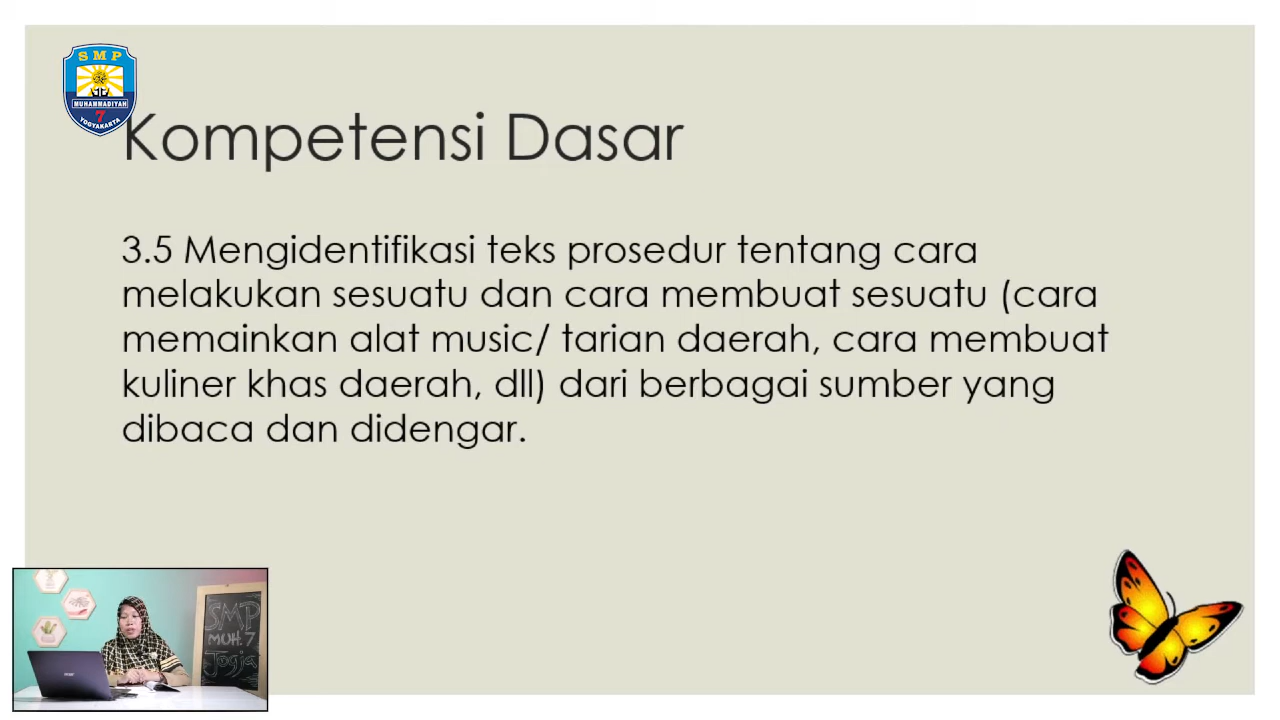 SMP
MUHAMMADIYAH
7
YOGYAKARTA
Kompetensi Dasar
3.5 Mengidentifikasi teks prosedur tentang cara
melakukan sesuatu dan cara membuat sesuatu (cara
memainkan alat music/ tarian daerah, cara membuat
kuliner khas daerah, dll) dari berbagai sumber yang
dibaca dan didengar.
SMP
MUH. 7
Jogja